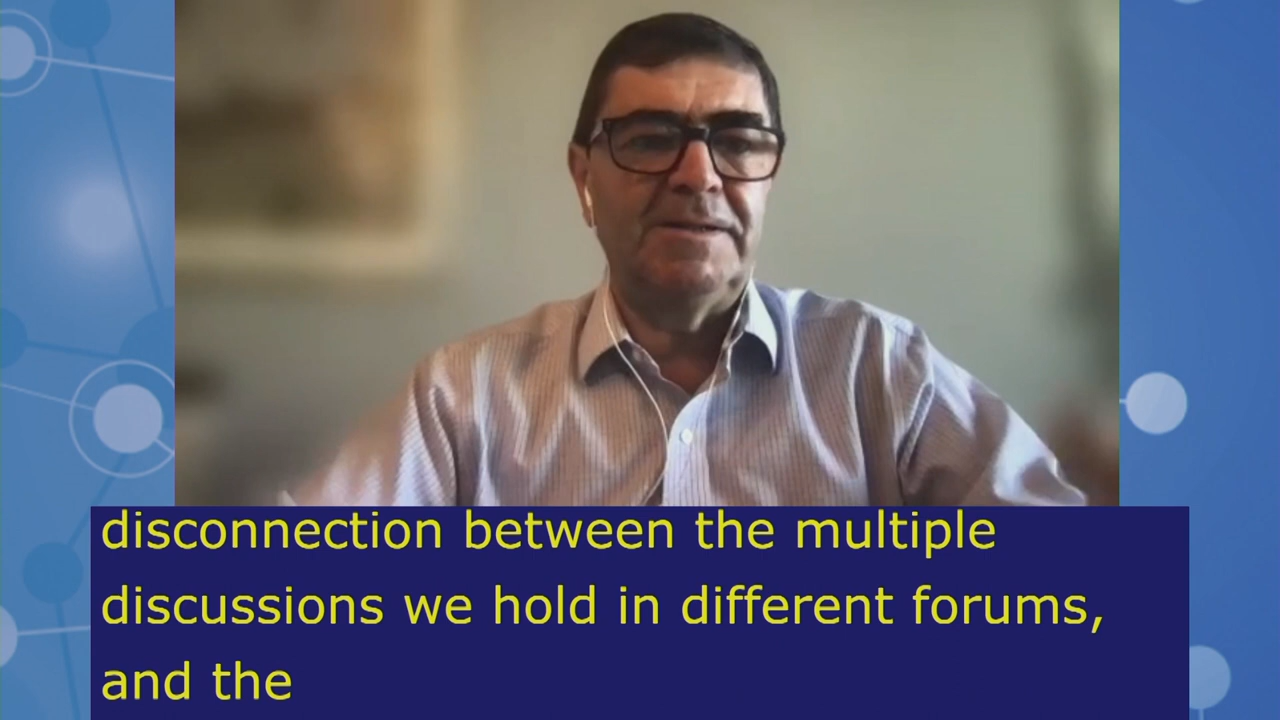 disconnection between the multiple
discussions we hold in different forums,
and the